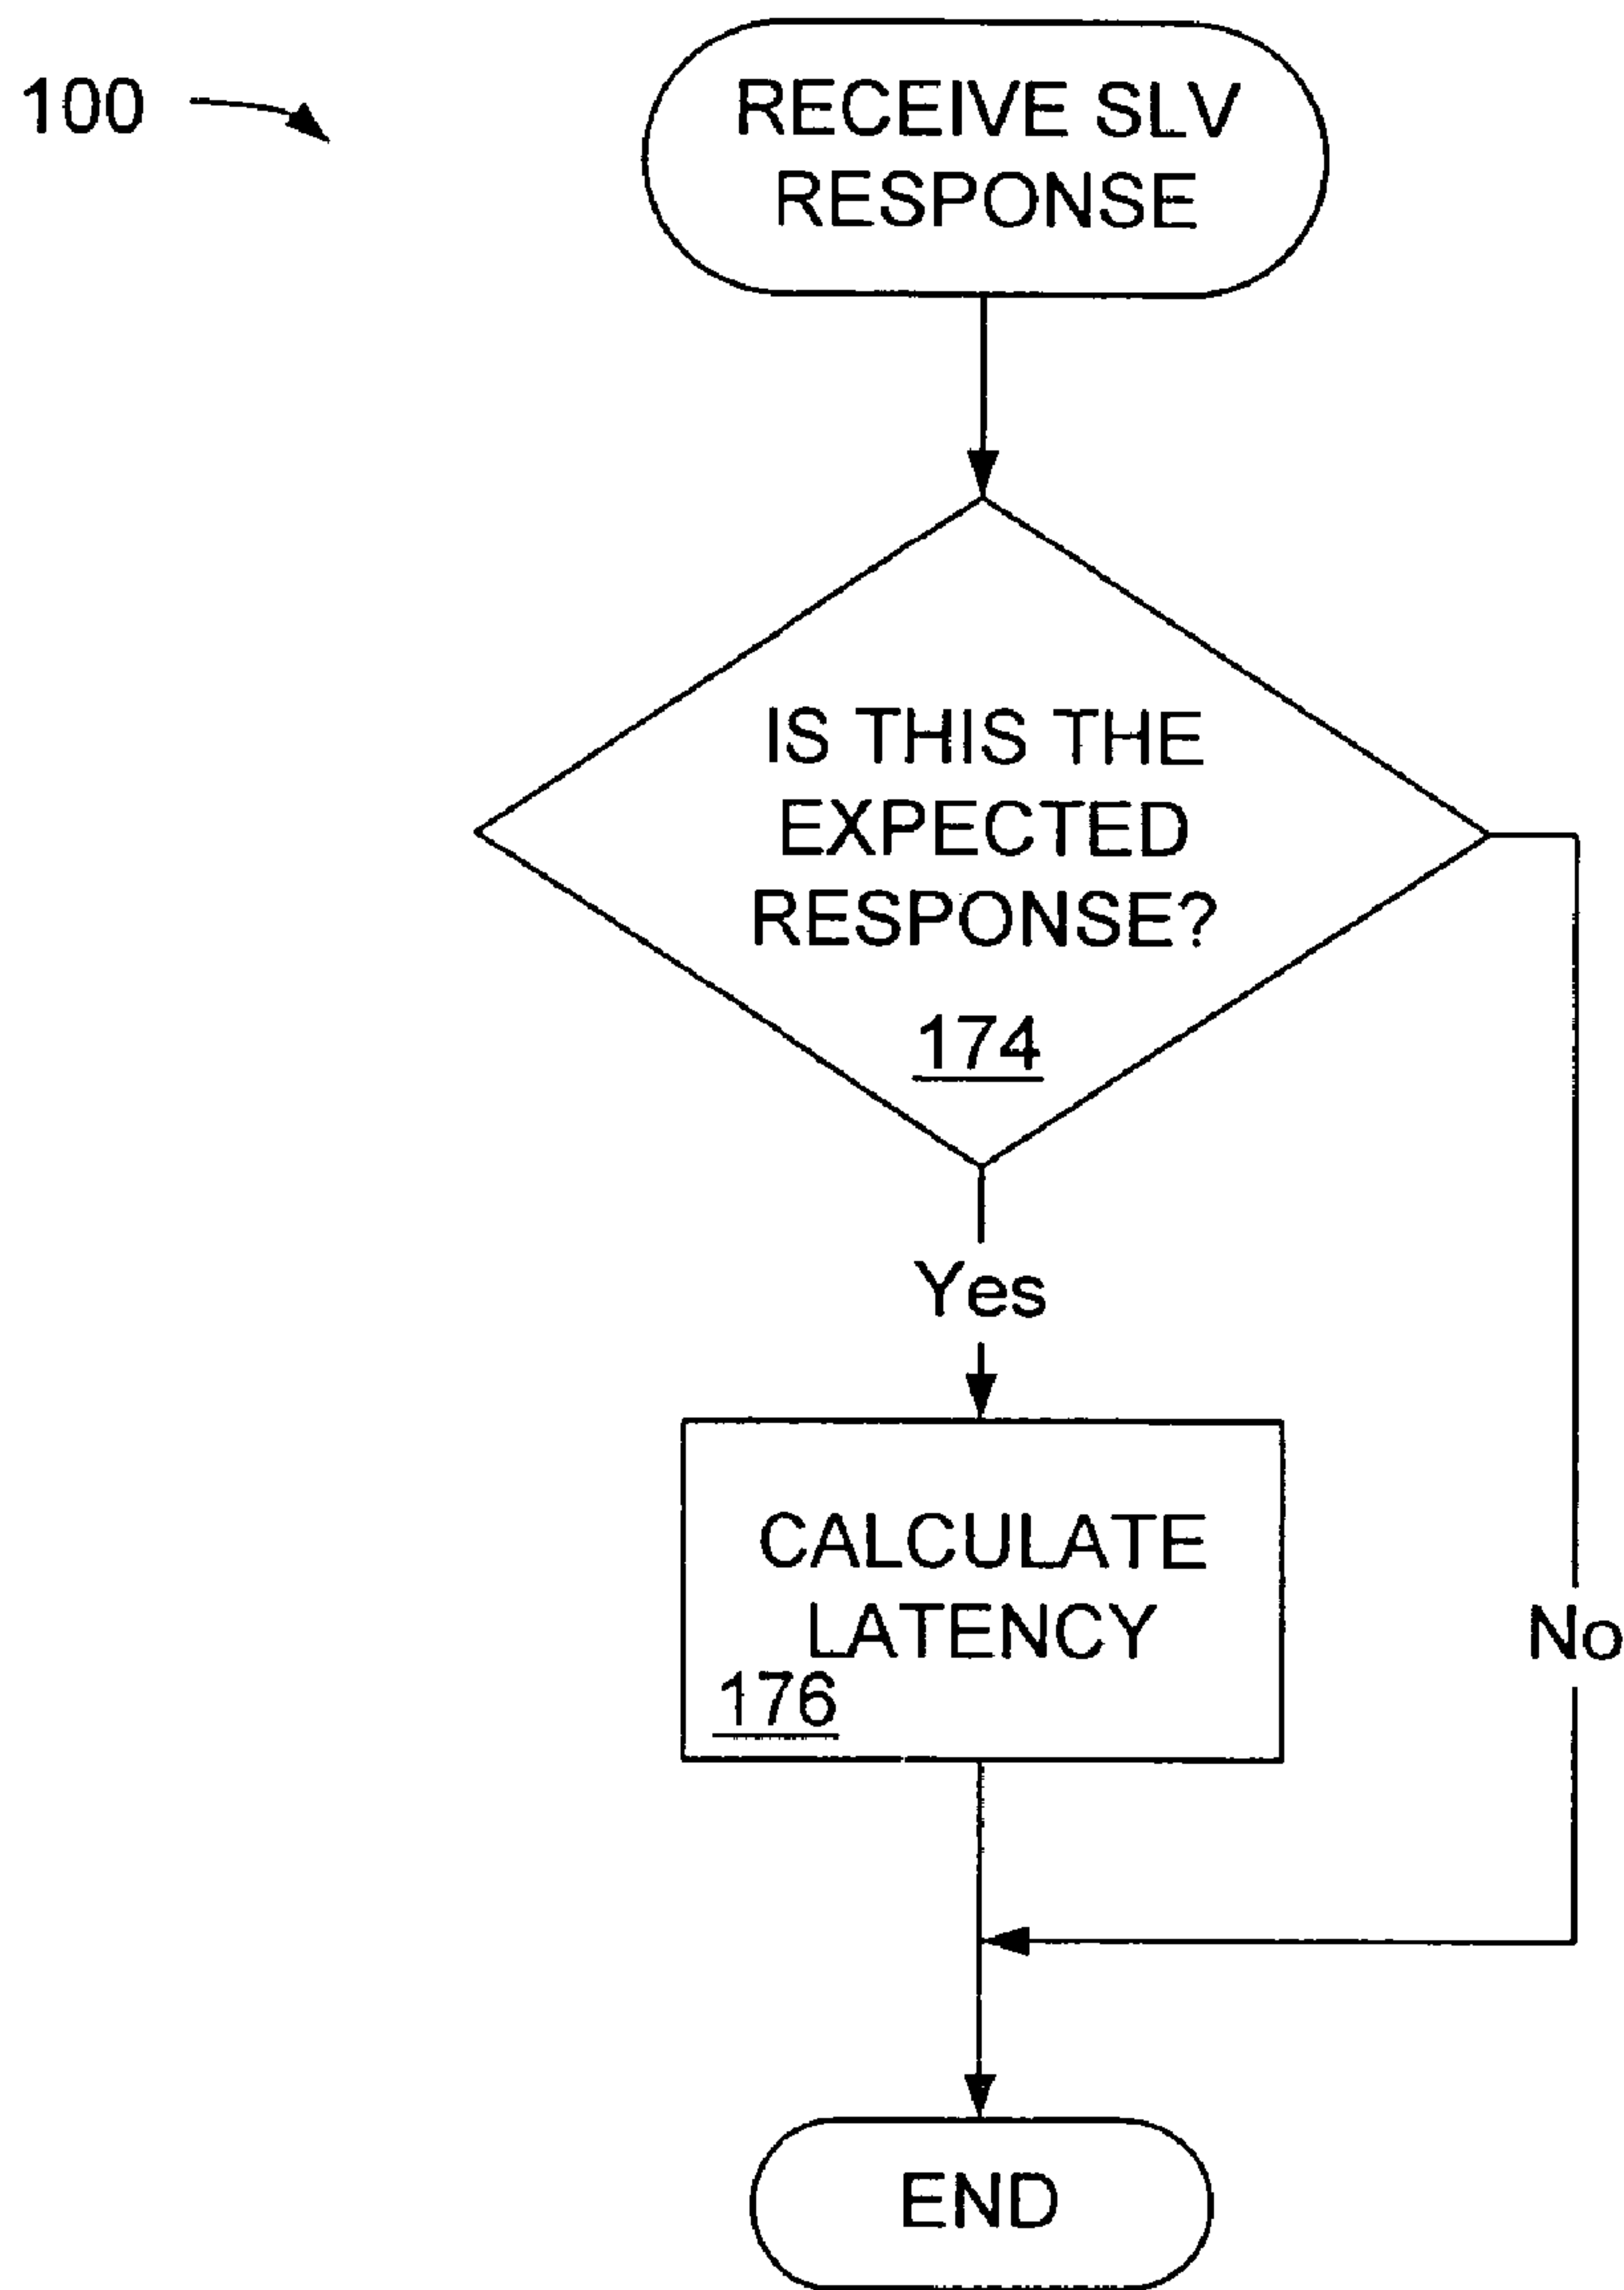 100
RECEIVE SLV
RESPONSE
IS THIS THE
EXPECTED
RESPONSE?
174
Yes
CALCULATE
LATENCY
176
No
END